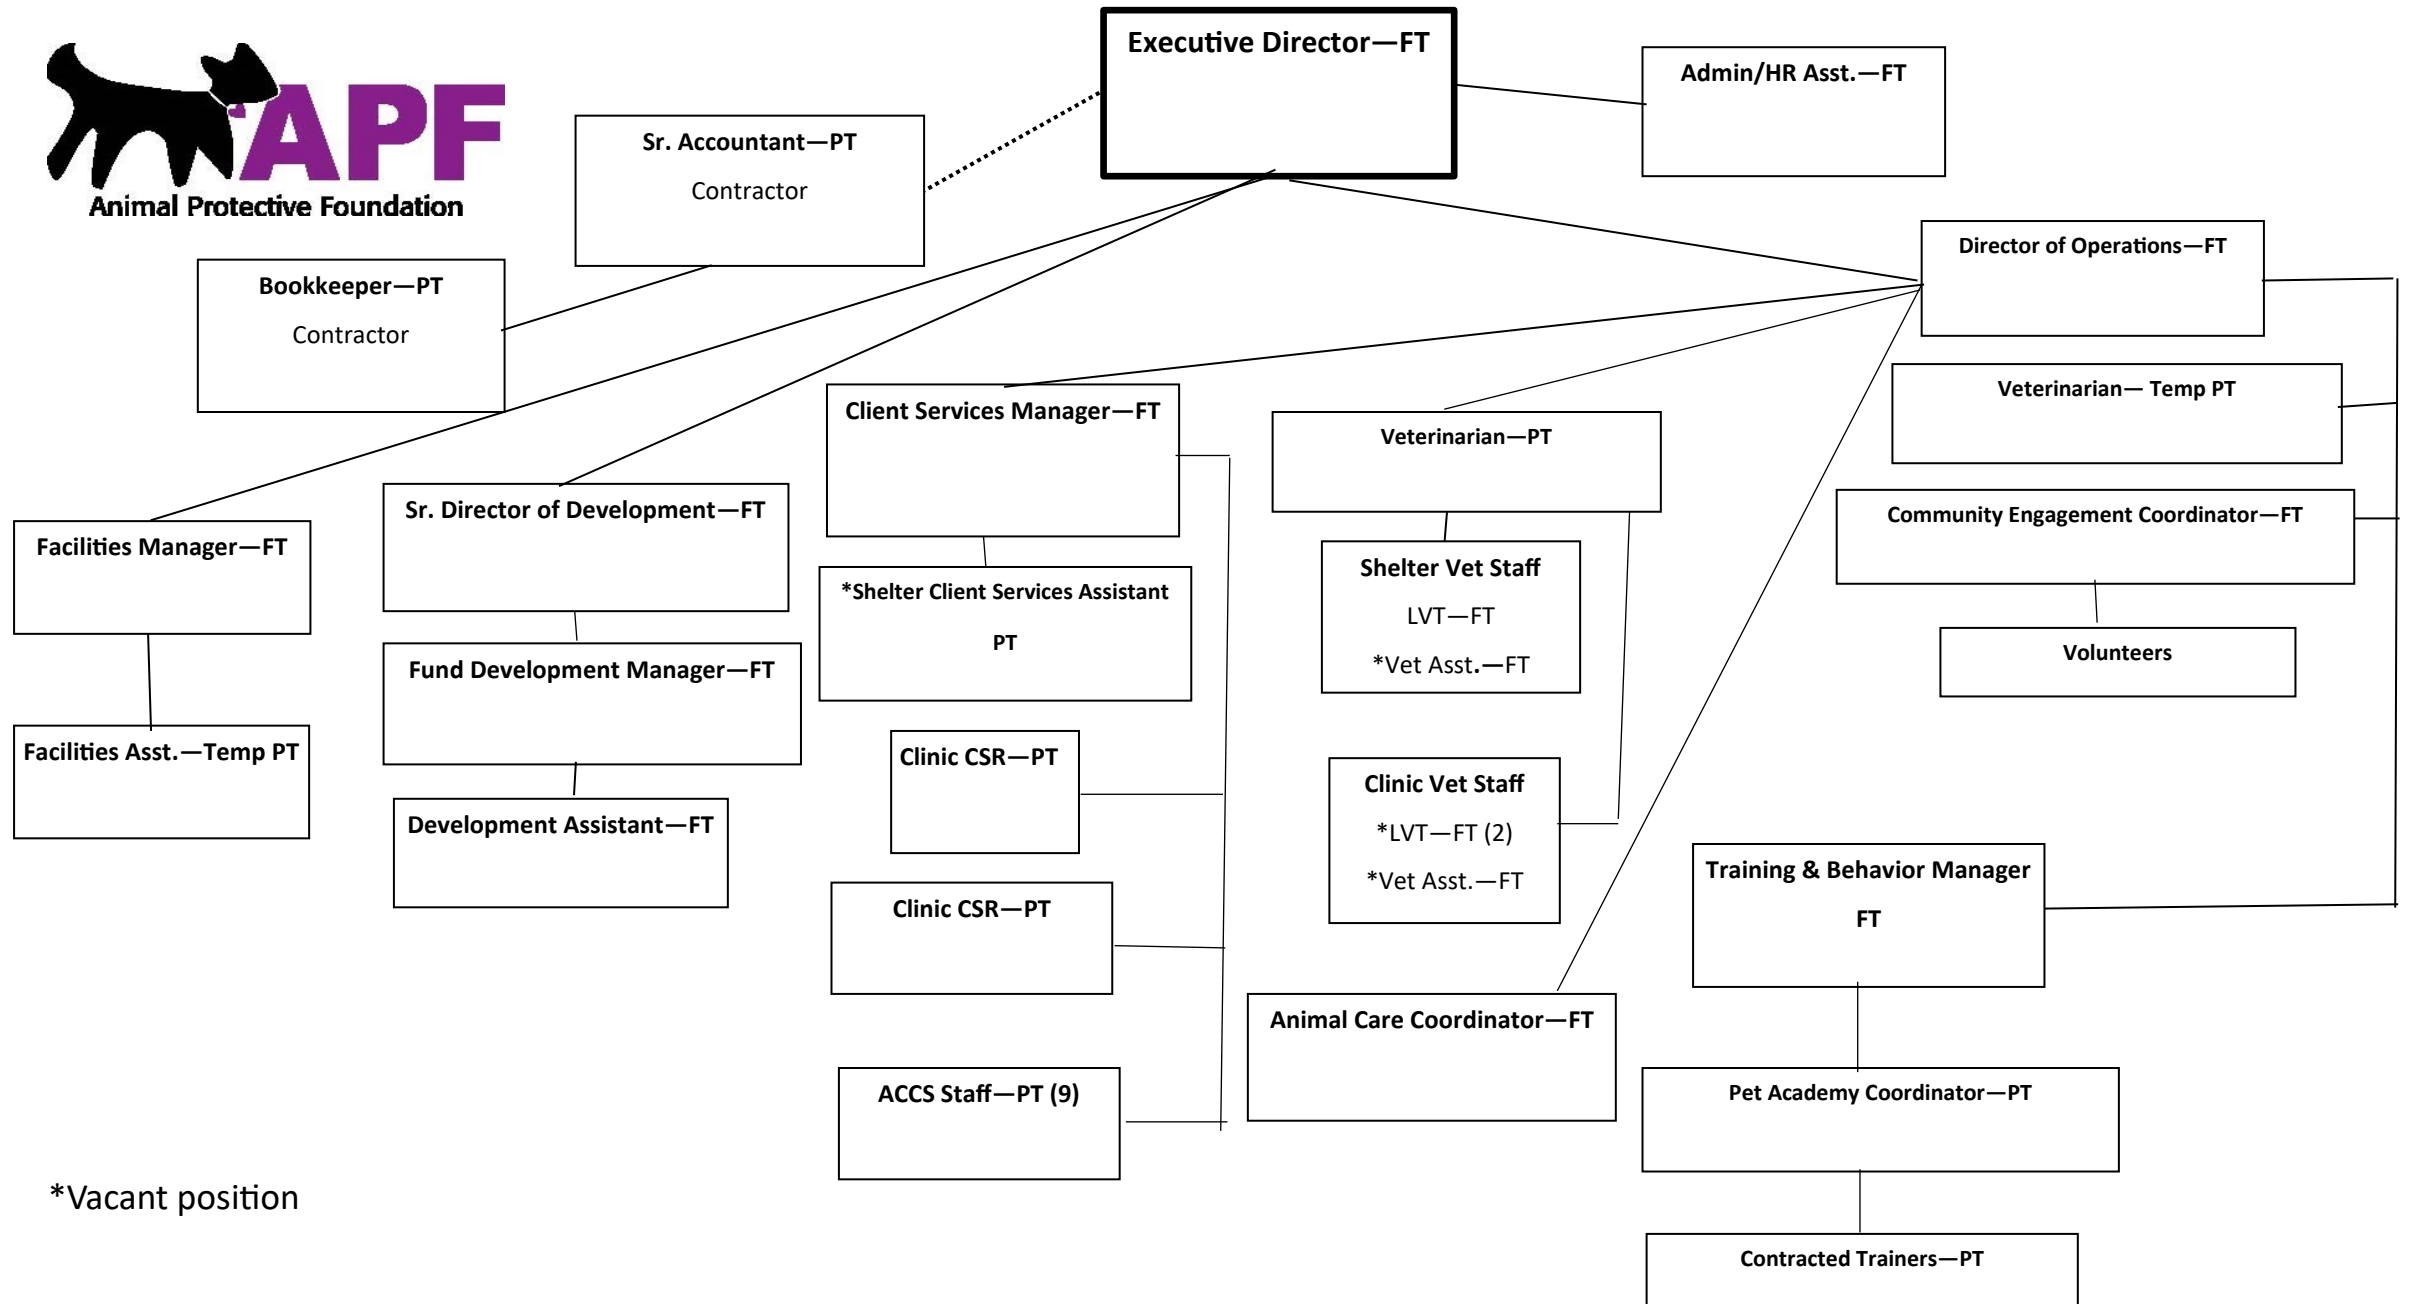 Executive Director—FT
Admin/HR Asst.—FT
APF
Animal Protective Foundation
Sr. Accountant—PT
Contractor
Bookkeeper—PT
Contractor
Director of Operations—FT
Veterinarian— Temp PT
Community Engagement Coordinator—FT
Volunteers
Client Services Manager—FT
Veterinarian—PT
Sr. Director of Development—FT
Facilities Manager—FT
*Shelter Client Services Assistant
PT
Shelter Vet Staff
LVT—FT
*Vet Asst.—FT
Fund Development Manager—FT
Facilities Asst.—Temp PT
Development Assistant—FT
Clinic CSR—PT
Clinic Vet Staff
*LVT—FT (2)
*Vet Asst.—FT
Clinic CSR—PT
Training & Behavior Manager
FT
Animal Care Coordinator—FT
ACCS Staff—PT (9)
Pet Academy Coordinator—PT
*Vacant position
Contracted Trainers—PT